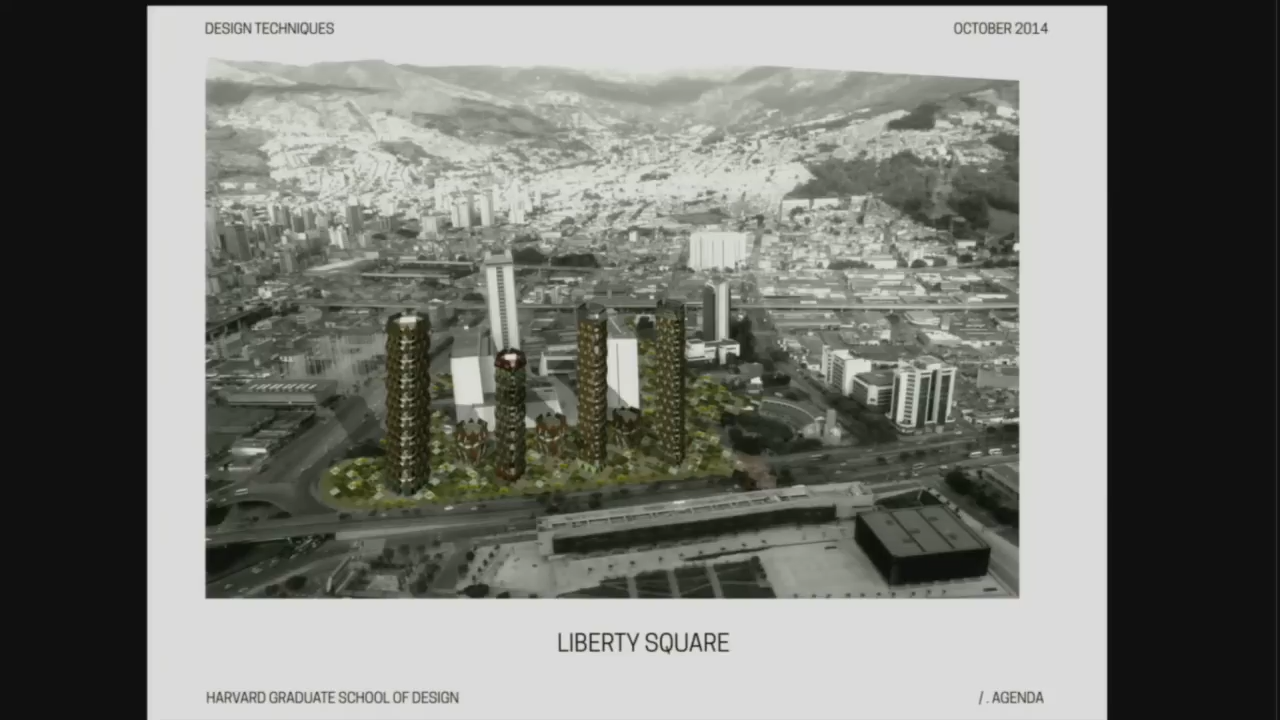 DESIGN TECHNIQUES
OCTOBER 2014
LIBERTY SQUARE
HARVARD GRADUATE SCHOOL OF DESIGN
/ . AGENDA